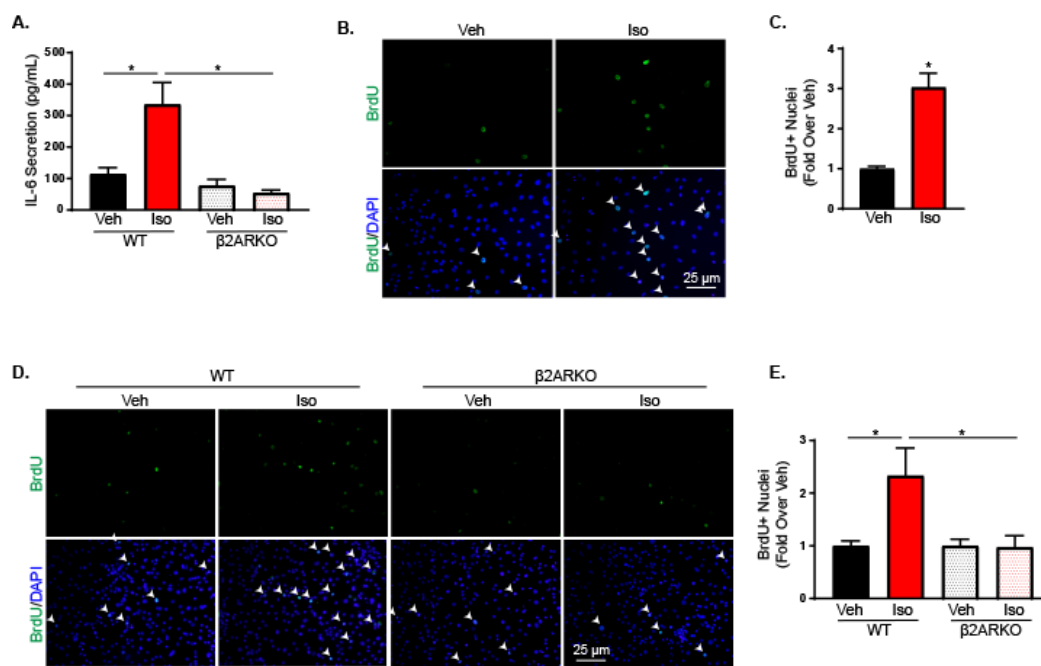 A.
IL-6 Secretion (pg/mL)
500
400
300
200
100
0
*
*
Veh Iso Veh Iso
WT β2ARKO
B.
Veh Iso
BrdU
BrdU/DAPI
25 µm
C.
BrdU+ Nuclei
(Fold Over Veh)
4
3
2
1
0
*
Veh Iso
D.
WT β2ARKO
Veh Iso Veh Iso
BrdU
BrdU/DAPI
25 µm
E.
BrdU+ Nuclei
(Fold Over Veh)
3
2
1
0
*
*
Veh Iso Veh Iso
WT β2ARKO